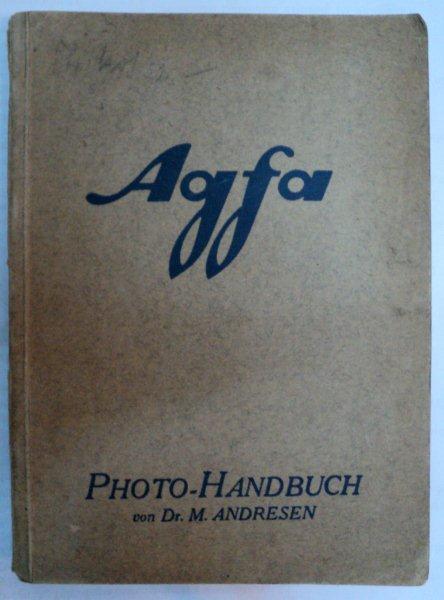 Agfa
PHOTO-HANDBUCH
von Dr. M. ANDRESEN